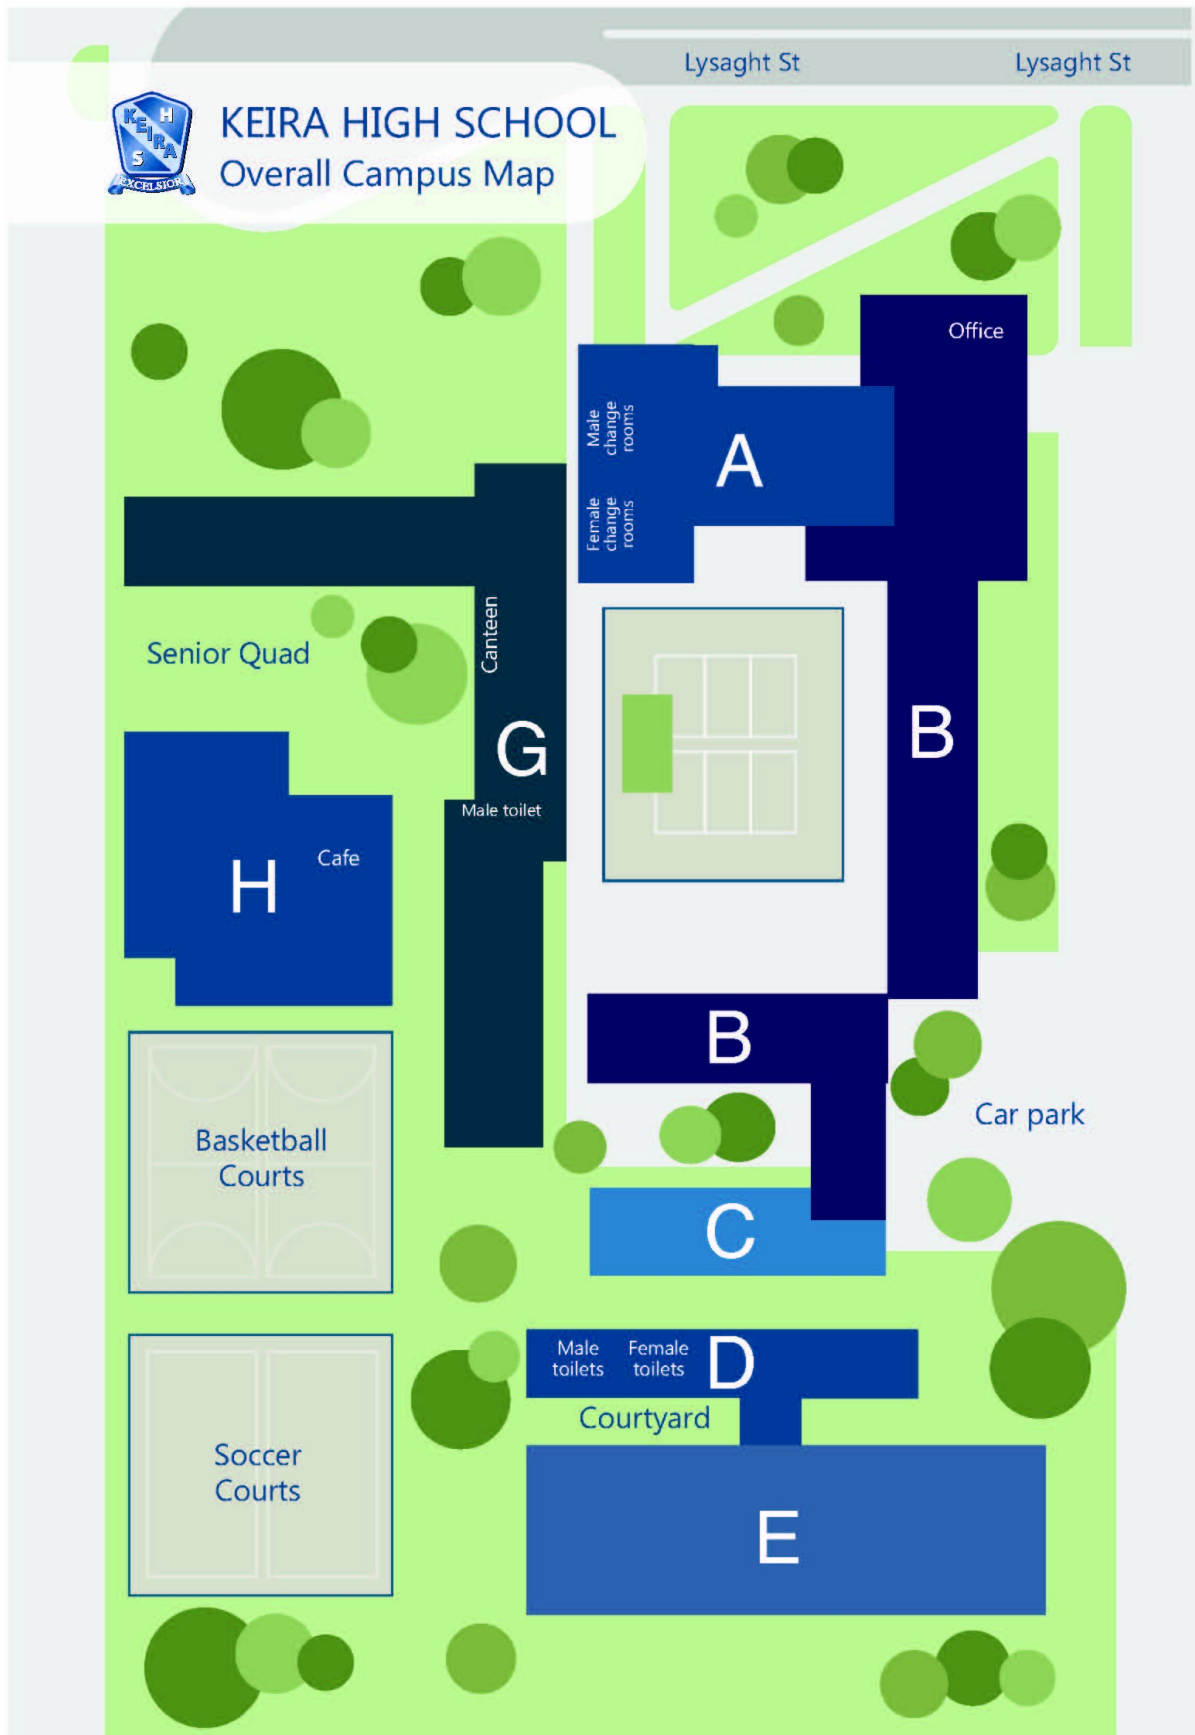 Lysaght St
Lysaght St
KEIRA
H
S
EXCELSIOR
KEIRA HIGH SCHOOL
Overall Campus Map
Office
Male
change
rooms
A
Female
change
rooms
Canteen
Senior Quad
G
B
Male toilet
Cafe
H
B
Car park
Basketball
Courts
C
Male
toilets
Female
toilets
D
Courtyard
Soccer
Courts
E